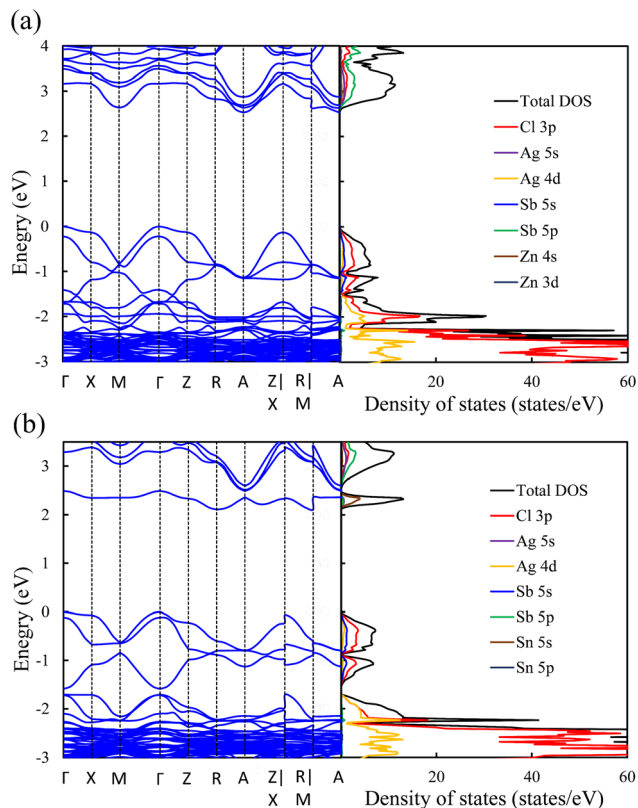 (a)
4
3
2
1
0
-1
-2
-3
Enegry (eV)
Γ X M Γ Z R A Z| R| A
X M
20 40 60
Density of states (states/eV)
Total DOS
Cl 3p
Ag 5s
Ag 4d
Sb 5s
Sb 5p
Zn 4s
Zn 3d
(b)
3
2
1
0
-1
-2
-3
Enegry (eV)
Γ X M Γ Z R A Z| R| A
X M
20 40 60
Density of states (states/eV)
Total DOS
Cl 3p
Ag 5s
Ag 4d
Sb 5s
Sb 5p
Sn 5s
Sn 5p